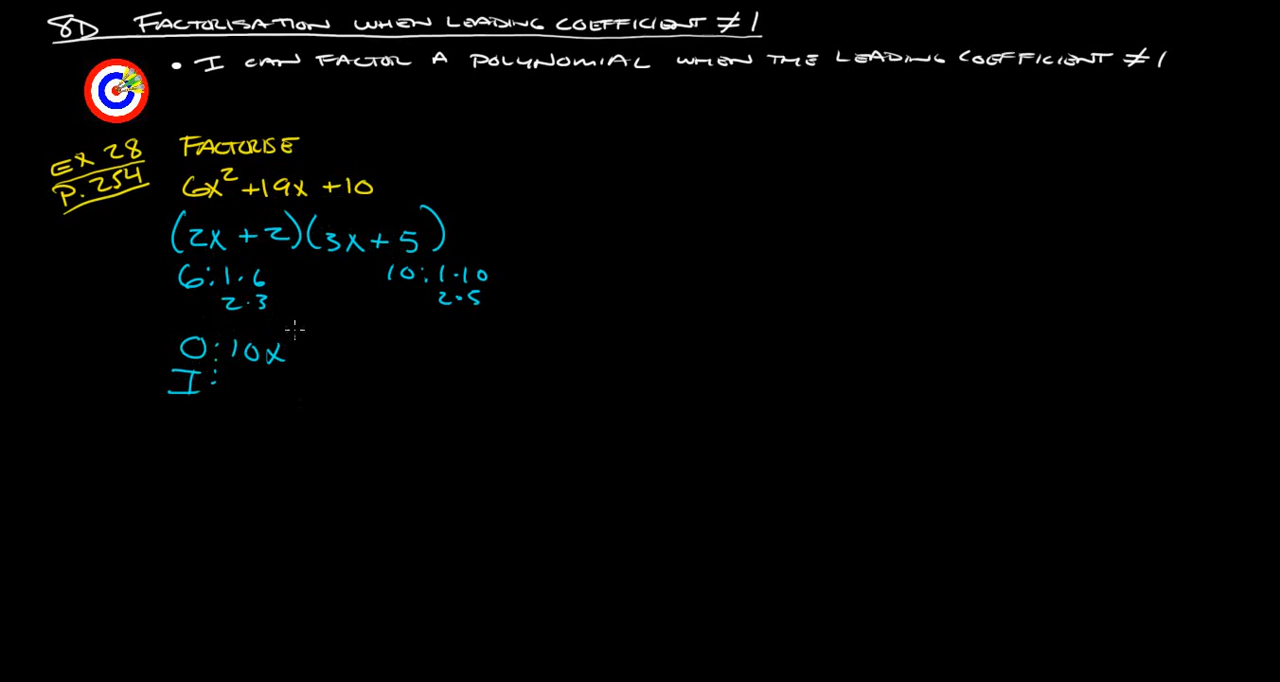 8D FACTORISATION WHEN LEADING COEFFICIENT ≠ 1
• I CAN FACTOR A POLYNOMIAL WHEN THE LEADING COEFFICIENT ≠ 1
EX 28
P. 254
FACTORISE
6x² + 19x + 10
(2x + 2)(3x + 5)
6: 1·6
2·3
10: 1·10
2·5
O: 10x
I: